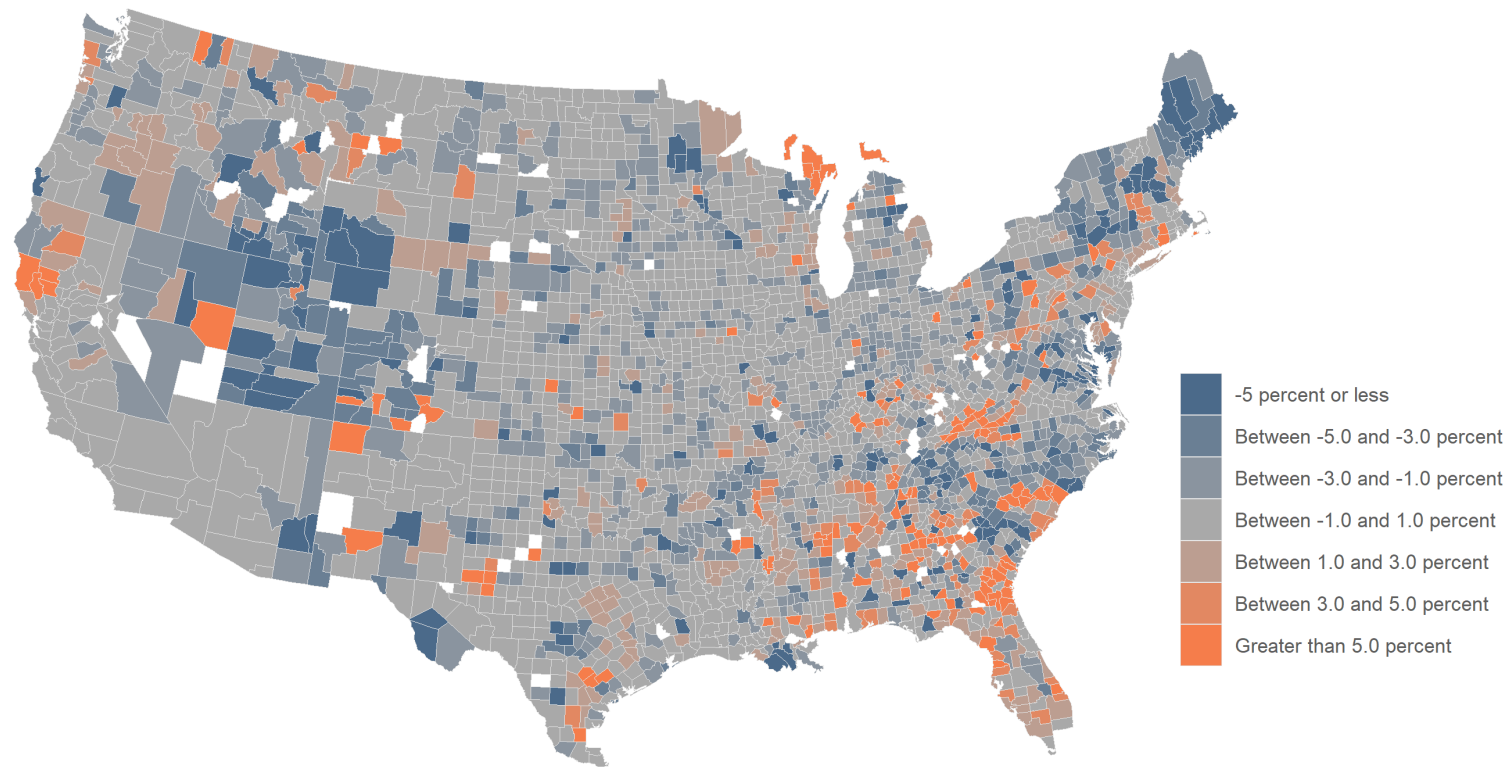 -5 percent or less
Between -5.0 and -3.0 percent
Between -3.0 and -1.0 percent
Between -1.0 and 1.0 percent
Between 1.0 and 3.0 percent
Between 3.0 and 5.0 percent
Greater than 5.0 percent